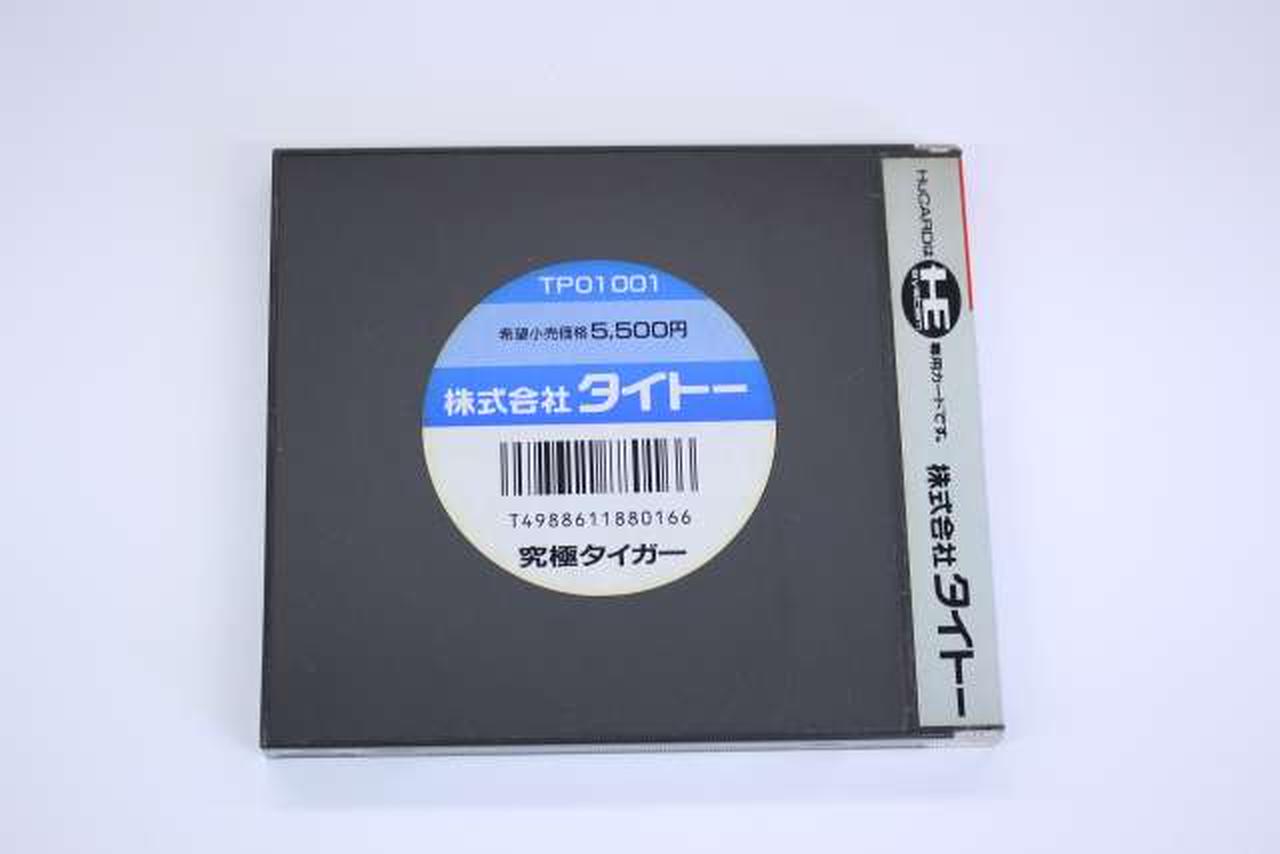 TP01001
希望小売価格5,500円
株式会社タイトー
T4988611880166
究極タイガー
HuCARDは HE SYSTEM 専用カードです。 株式会社タイトー